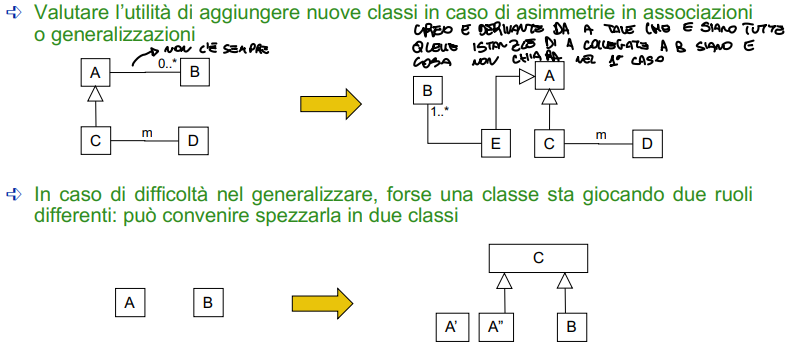 Valutare l'utilità di aggiungere nuove classi in caso di asimmetrie in associazioni
o generalizzazioni
NON C'È SEMPRE
CREO E DERIVANTE DA A TALE CHE E SIANO TUTTE
QUELLE ISTANZE DI A COLLEGATE A B SIANO E
COSA NON CHIARA NEL 1° CASO
A
0..*
B
C
m
D
B
1..*
A
E
C
m
D
In caso di difficoltà nel generalizzare, forse una classe sta giocando due ruoli
differenti: può convenire spezzarla in due classi
A
B
C
A'
A"
B